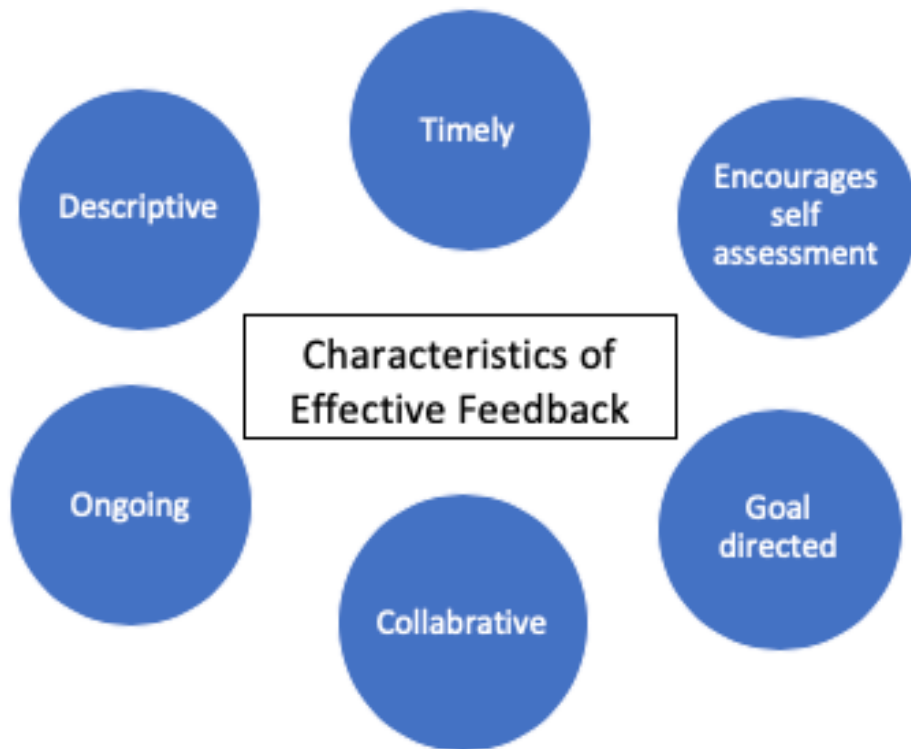 Timely
Descriptive
Encourages
self
assessment
Characteristics of
Effective Feedback
Ongoing
Goal
directed
Collabrative